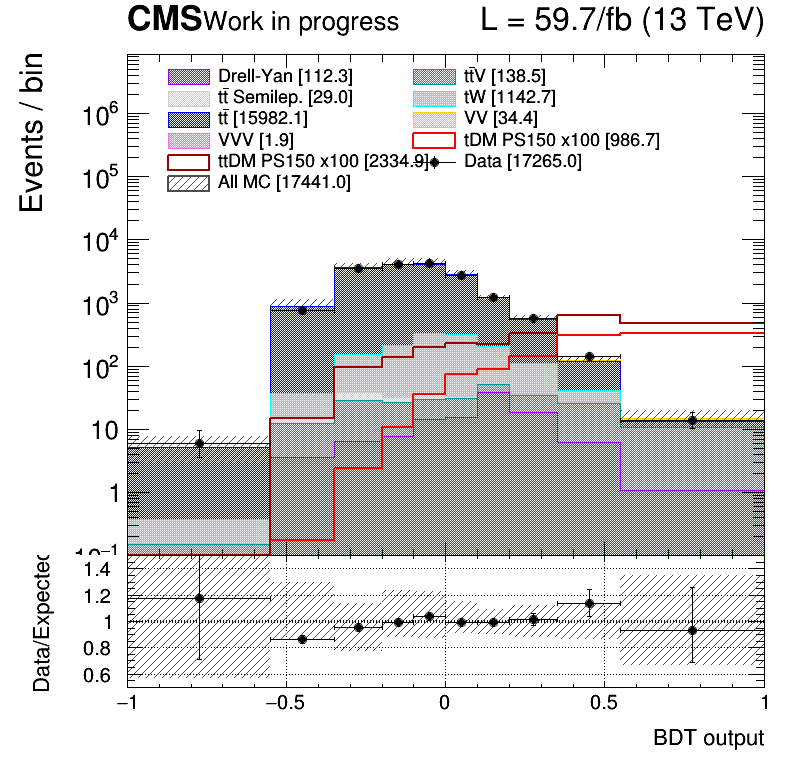 CMS Work in progress L = 59.7/fb (13 TeV)
Events / bin
Drell-Yan [112.3] tt̄V [138.5]
tt̄ Semilep. [29.0] tW [1142.7]
tt̄ [15982.1] VV [34.4]
VVV [1.9] tDM PS150 x100 [986.7]
ttDM PS150 x100 [2334.9] Data [17265.0]
All MC [17441.0]
10⁶
10⁵
10⁴
10³
10²
10
1
10⁻¹
Data/Expected
1.4
1.2
1
0.8
0.6
−1 −0.5 0 0.5 1
BDT output